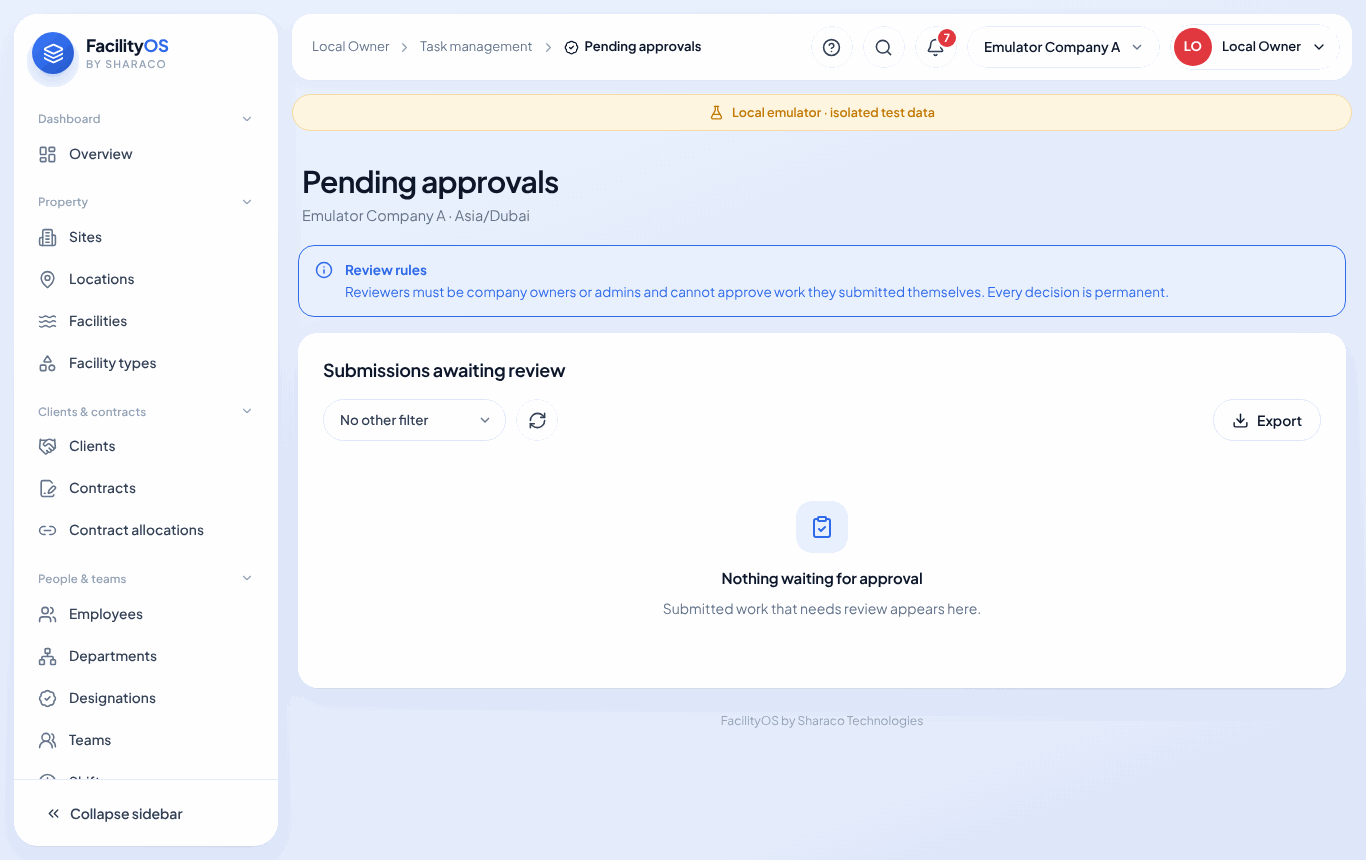 FacilityOS
BY SHARACO
Dashboard
Overview
Property
Sites
Locations
Facilities
Facility types
Clients & contracts
Clients
Contracts
Contract allocations
People & teams
Employees
Departments
Designations
Teams
Collapse sidebar
Local Owner
Task management
Pending approvals
7
Emulator Company A
LO
Local Owner
Local emulator · isolated test data
Pending approvals
Emulator Company A · Asia/Dubai
Review rules
Reviewers must be company owners or admins and cannot approve work they submitted themselves. Every decision is permanent.
Submissions awaiting review
No other filter
Export
Nothing waiting for approval
Submitted work that needs review appears here.
FacilityOS by Sharaco Technologies